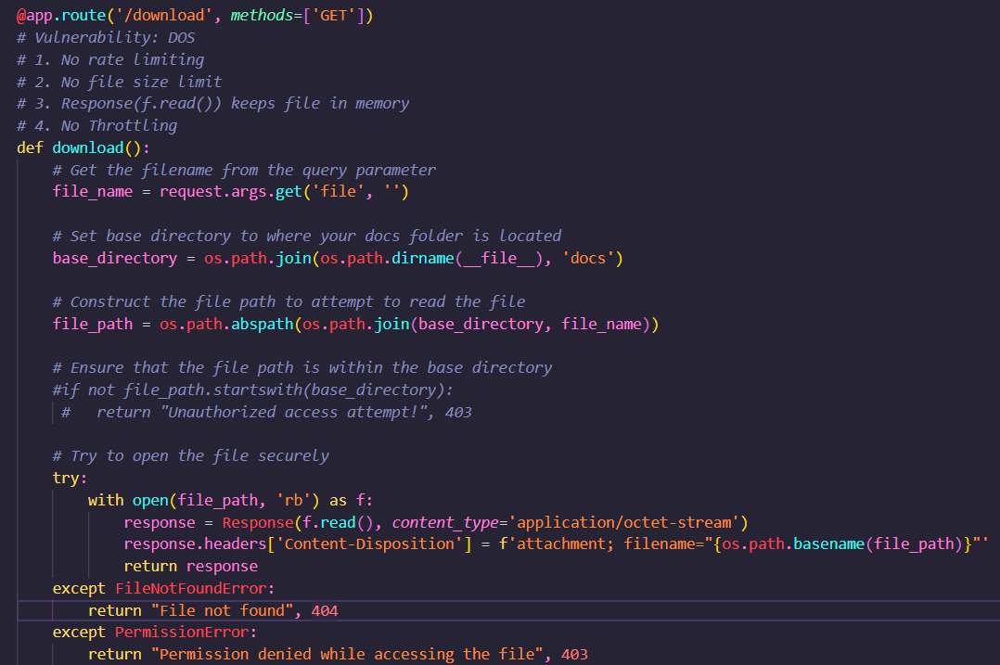 @app.route('/download', methods=['GET'])
# Vulnerability: DOS
# 1. No rate limiting
# 2. No file size limit
# 3. Response(f.read()) keeps file in memory
# 4. No Throttling
def download():
    # Get the filename from the query parameter
    file_name = request.args.get('file', '')

    # Set base directory to where your docs folder is located
    base_directory = os.path.join(os.path.dirname(__file__), 'docs')

    # Construct the file path to attempt to read the file
    file_path = os.path.abspath(os.path.join(base_directory, file_name))

    # Ensure that the file path is within the base directory
    #if not file_path.startswith(base_directory):
     #   return "Unauthorized access attempt!", 403

    # Try to open the file securely
    try:
        with open(file_path, 'rb') as f:
            response = Response(f.read(), content_type='application/octet-stream')
            response.headers['Content-Disposition'] = f'attachment; filename="{os.path.basename(file_path)}"'
            return response
    except FileNotFoundError:
        return "File not found", 404
    except PermissionError:
        return "Permission denied while accessing the file", 403